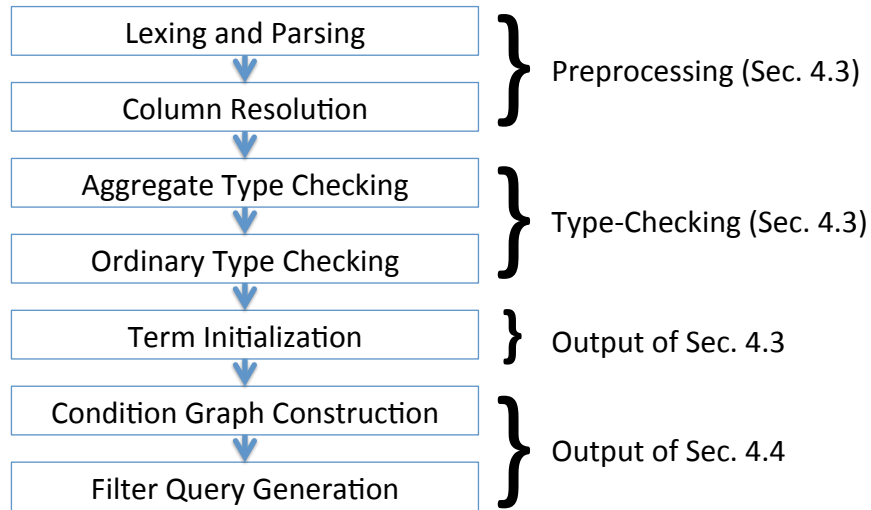 Lexing and Parsing
Column Resolution
Preprocessing (Sec. 4.3)
Aggregate Type Checking
Ordinary Type Checking
Type-Checking (Sec. 4.3)
Term Initialization
Output of Sec. 4.3
Condition Graph Construction
Filter Query Generation
Output of Sec. 4.4